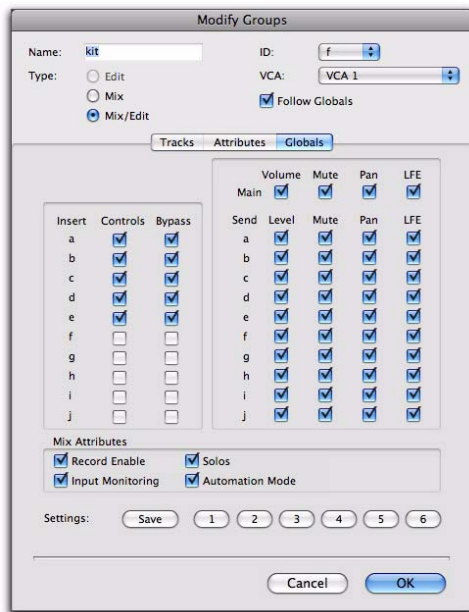 Modify Groups
Name: kit ID: f
Type: Edit VCA: VCA 1
Mix Follow Globals
Mix/Edit
Tracks Attributes Globals
Volume Mute Pan LFE
Main
Insert Controls Bypass Send Level Mute Pan LFE
a a
b b
c c
d d
e e
f f
g g
h h
i i
j j
Mix Attributes
Record Enable Solos
Input Monitoring Automation Mode
Settings: Save 1 2 3 4 5 6
Cancel OK